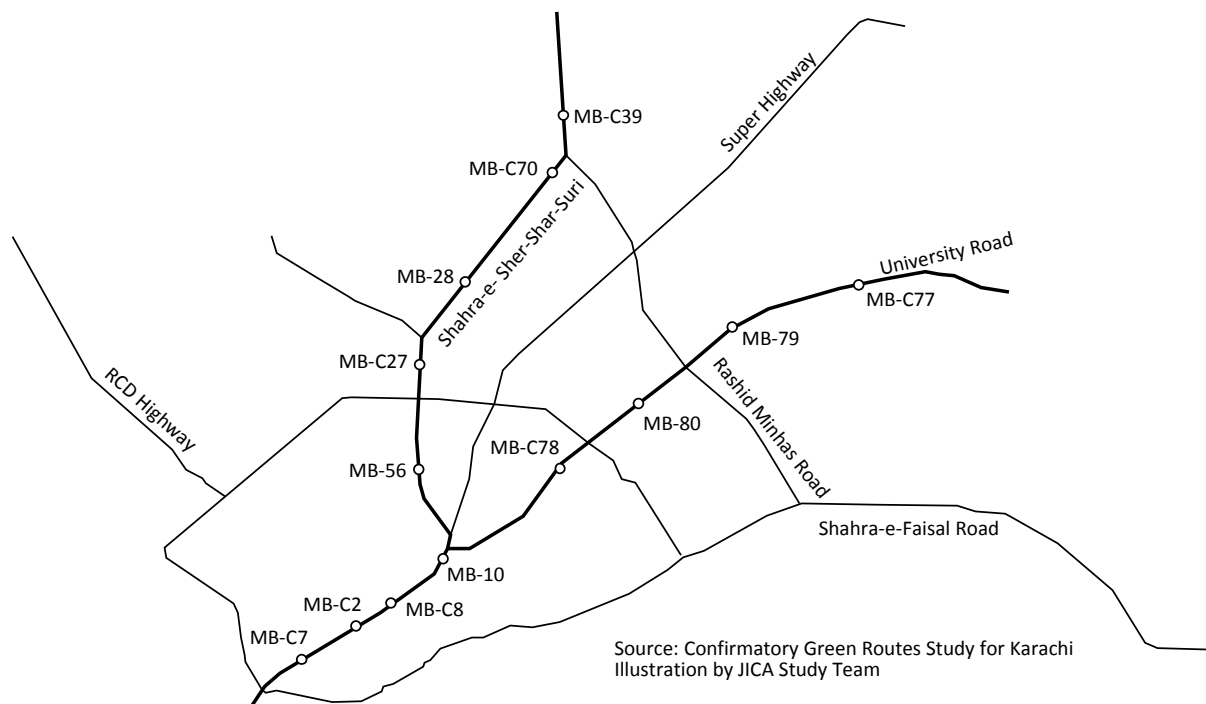 MB-C39
Super Highway
MB-C70
Shahra-e- Sher-Shar-Suri
University Road
MB-28
MB-C77
MB-79
MB-C27
RCD Highway
Rashid Minhas Road
MB-80
MB-C78
MB-56
Shahra-e-Faisal Road
MB-10
MB-C2
MB-C8
MB-C7
Source: Confirmatory Green Routes Study for Karachi
Illustration by JICA Study Team